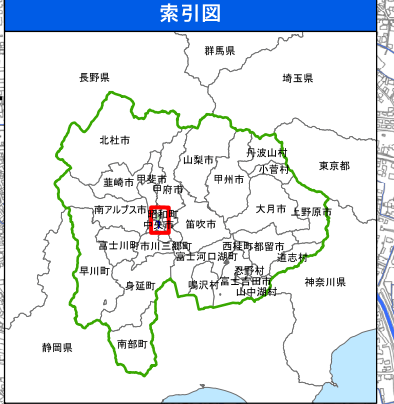 索引図
群馬県
長野県
埼玉県
北杜市
丹波山村
山梨市
小菅村
東京都
甲斐市
韮崎市
甲府市
甲州市
南アルプス市
昭和町
大月市
上野原市
中央市
笛吹市
富士川町
市川三郷町
西桂町
都留市
道志村
富士河口湖町
早川町
忍野村
身延町
鳴沢村
富士吉田市
神奈川県
山中湖村
南部町
静岡県